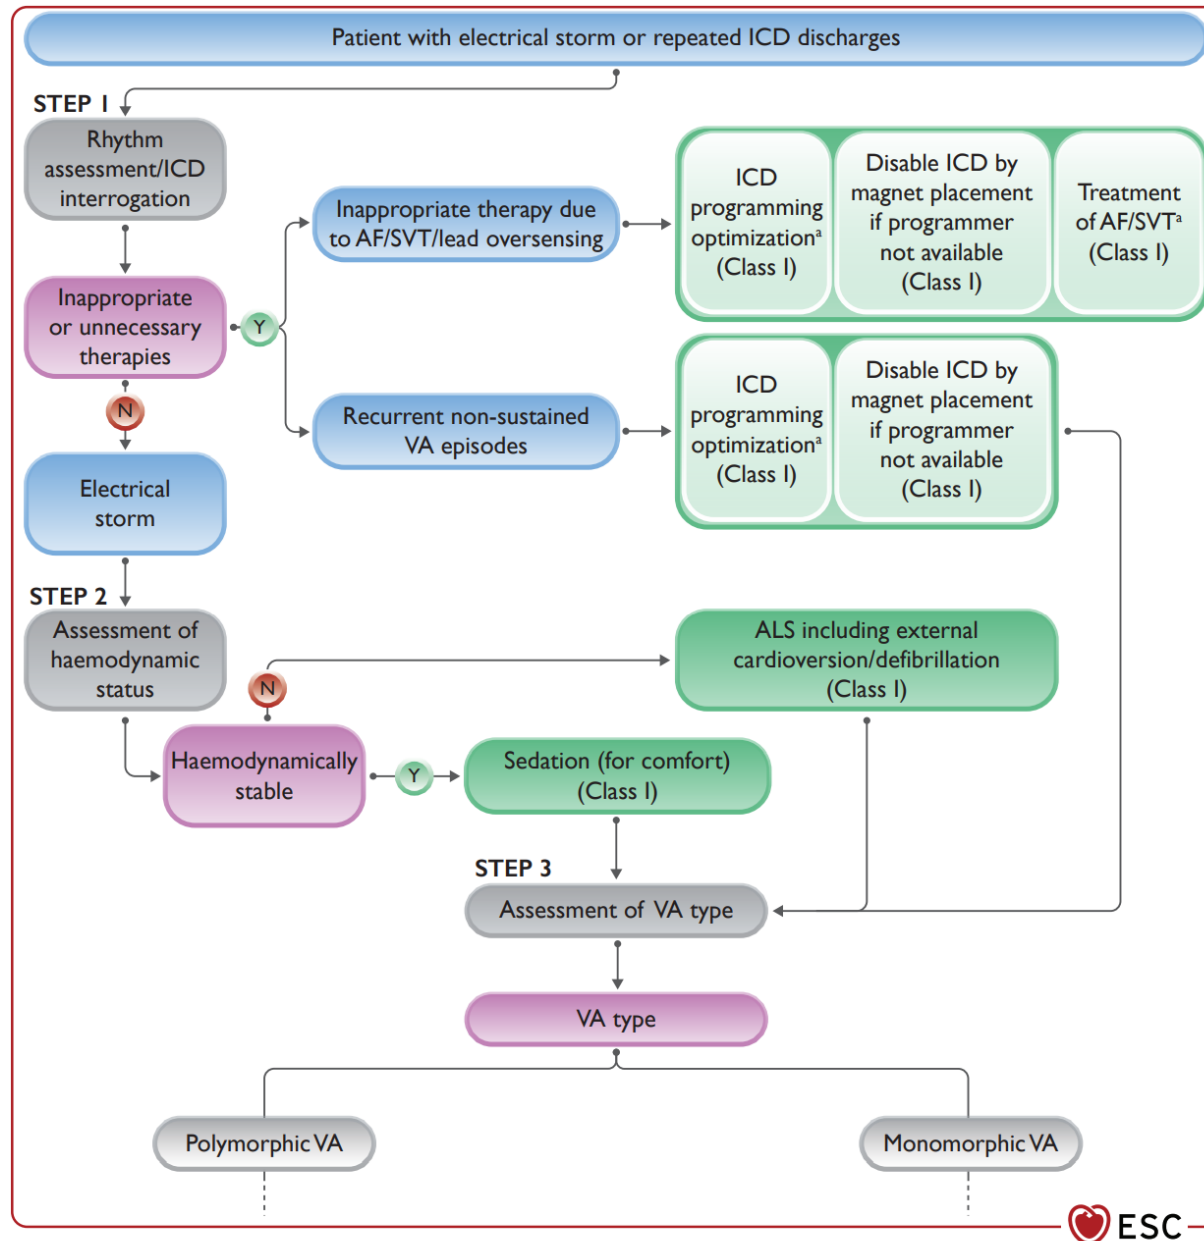 Patient with electrical storm or repeated ICD discharges
STEP 1
Rhythm
assessment/ICD
interrogation
Inappropriate
or unnecessary
therapies
Y
N
Inappropriate therapy due
to AF/SVT/lead oversensing
ICD
programming
optimizationᵃ
(Class I)
Disable ICD by
magnet placement
if programmer
not available
(Class I)
Treatment
of AF/SVTᵃ
(Class I)
Recurrent non-sustained
VA episodes
ICD
programming
optimizationᵃ
(Class I)
Disable ICD by
magnet placement
if programmer
not available
(Class I)
Electrical
storm
STEP 2
Assessment of
haemodynamic
status
Haemodynamically
stable
N
ALS including external
cardioversion/defibrillation
(Class I)
Y
Sedation (for comfort)
(Class I)
STEP 3
Assessment of VA type
VA type
Polymorphic VA
Monomorphic VA
ESC